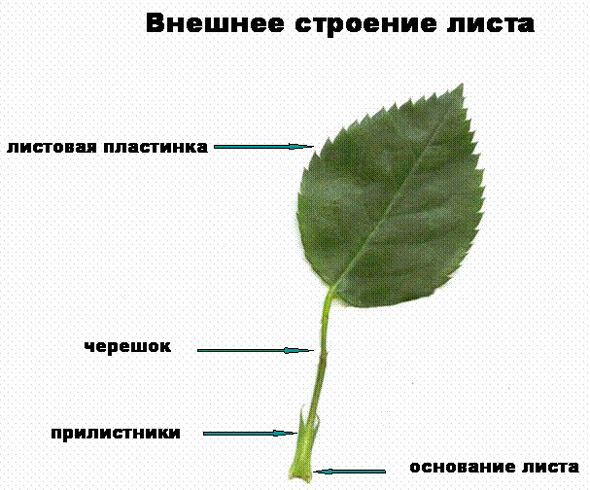 Внешнее строение листа
листовая пластинка
черешок
прилистники
основание листа